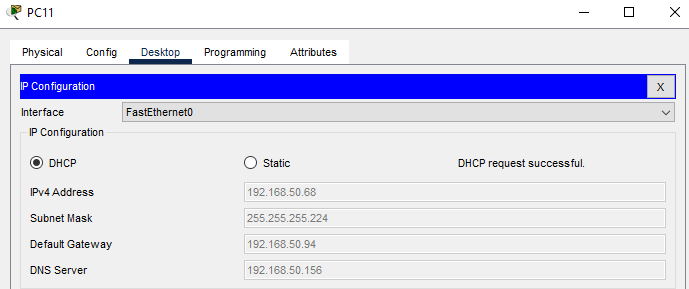 PC11
Physical Config Desktop Programming Attributes
IP Configuration X
Interface FastEthernet0
IP Configuration
DHCP Static DHCP request successful.
IPv4 Address 192.168.50.68
Subnet Mask 255.255.255.224
Default Gateway 192.168.50.94
DNS Server 192.168.50.156